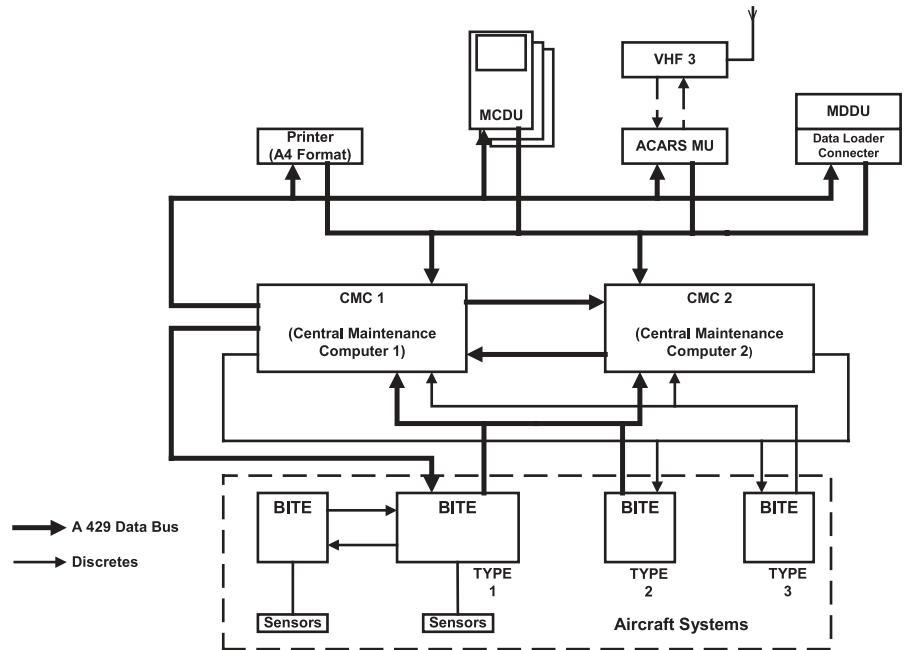 VHF 3
MCDU
MDDU
Data Loader
Connecter
Printer
(A4 Format)
ACARS MU
CMC 1
(Central Maintenance
Computer 1)
CMC 2
(Central Maintenance
Computer 2)
A 429 Data Bus
Discretes
BITE
BITE
BITE
BITE
TYPE
1
TYPE
2
TYPE
3
Sensors
Sensors
Aircraft Systems